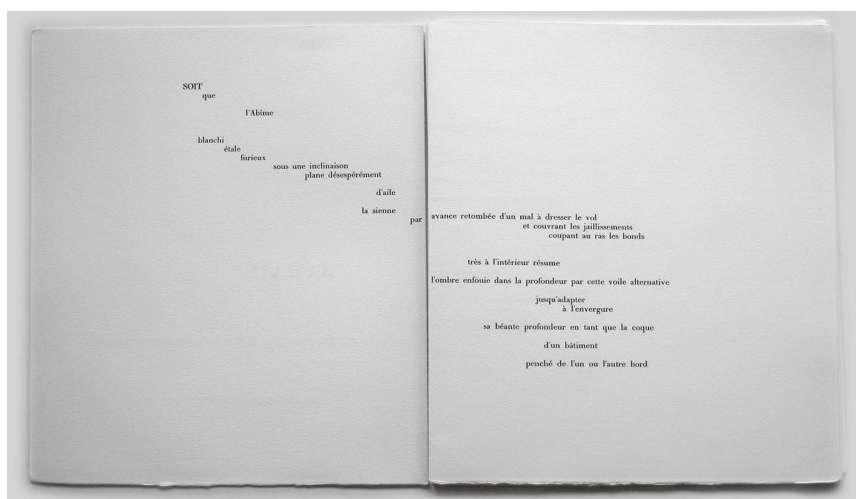 SOIT
que
l'Abîme
blanchi
étale
furieux
sous une inclinaison
plane désespérément
d'aile
la sienne
par
avance retombée d'un mal à dresser le vol
et couvrant les jaillissements
coupant au ras les bonds
très à l'intérieur résume
l'ombre enfouie dans la profondeur par cette voile alternative
jusqu'adapter
à l'envergure
sa béante profondeur en tant que la coque
d'un bâtiment
penché de l'un ou l'autre bord